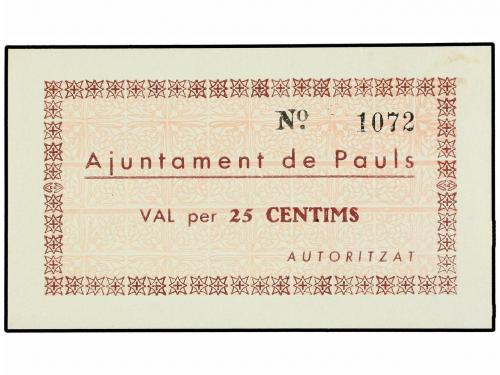 Nº 1072
Ajuntament de Pauls
VAL per 25 CENTIMS
AUTORITZAT